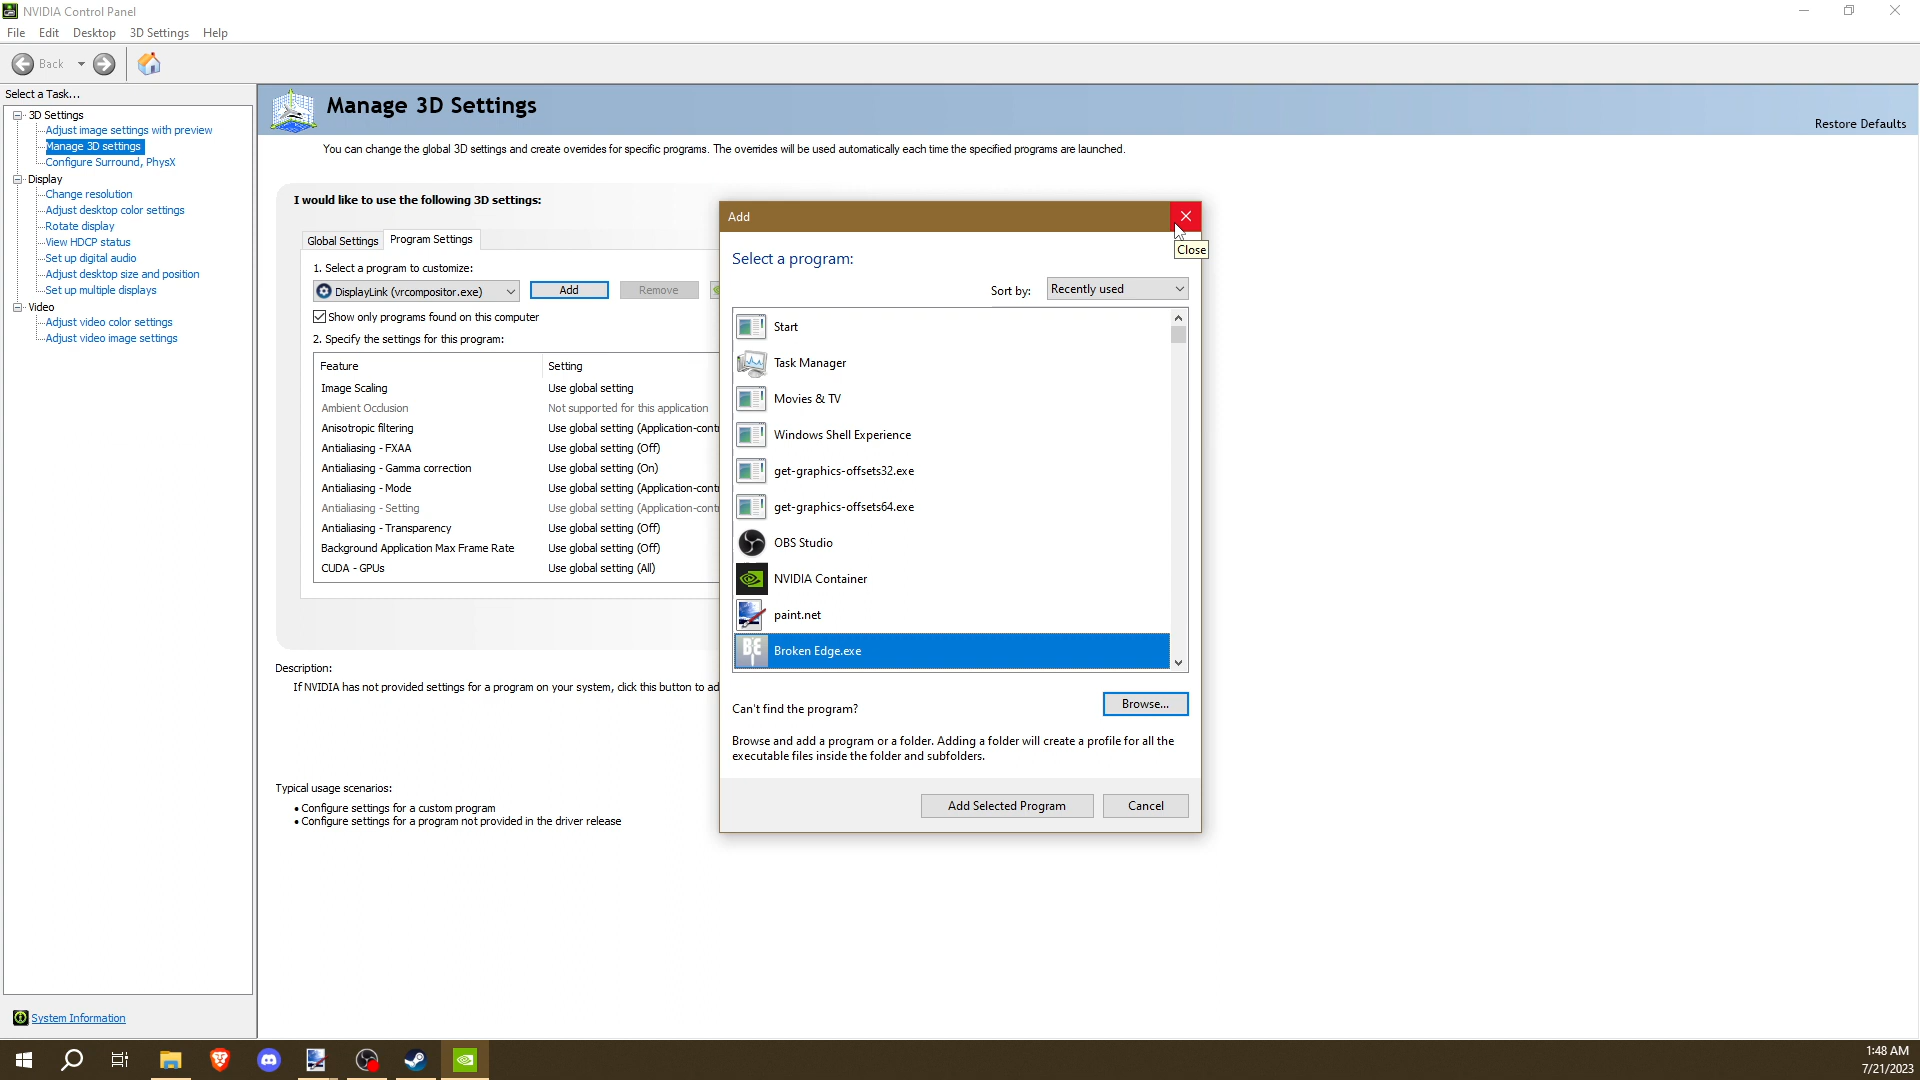 NVIDIA Control Panel
File Edit Desktop 3D Settings Help
Back
Select a Task...
3D Settings
Adjust image settings with preview
Manage 3D settings
Configure Surround, PhysX
Display
Change resolution
Adjust desktop color settings
Rotate display
View HDCP status
Set up digital audio
Adjust desktop size and position
Set up multiple displays
Video
Adjust video color settings
Adjust video image settings
System Information
Manage 3D Settings
Restore Defaults
You can change the global 3D settings and create overrides for specific programs. The overrides will be used automatically each time the specified programs are launched.
I would like to use the following 3D settings:
Global Settings Program Settings
1. Select a program to customize:
DisplayLink (vrcompositor.exe) Add Remove
Show only programs found on this computer
2. Specify the settings for this program:
Feature Setting
Image Scaling Use global setting
Ambient Occlusion Not supported for this application
Anisotropic filtering Use global setting (Application-cont
Antialiasing - FXAA Use global setting (Off)
Antialiasing - Gamma correction Use global setting (On)
Antialiasing - Mode Use global setting (Application-cont
Antialiasing - Setting Use global setting (Application-cont
Antialiasing - Transparency Use global setting (Off)
Background Application Max Frame Rate Use global setting (Off)
CUDA - GPUs Use global setting (All)
Description:
If NVIDIA has not provided settings for a program on your system, click this button to ad
Typical usage scenarios:
• Configure settings for a custom program
• Configure settings for a program not provided in the driver release
Add
Close
Select a program:
Sort by: Recently used
Start
Task Manager
Movies & TV
Windows Shell Experience
get-graphics-offsets32.exe
get-graphics-offsets64.exe
OBS Studio
NVIDIA Container
paint.net
BE Broken Edge.exe
Can't find the program? Browse...
Browse and add a program or a folder. Adding a folder will create a profile for all the
executable files inside the folder and subfolders.
Add Selected Program Cancel
1:48 AM
7/21/2023